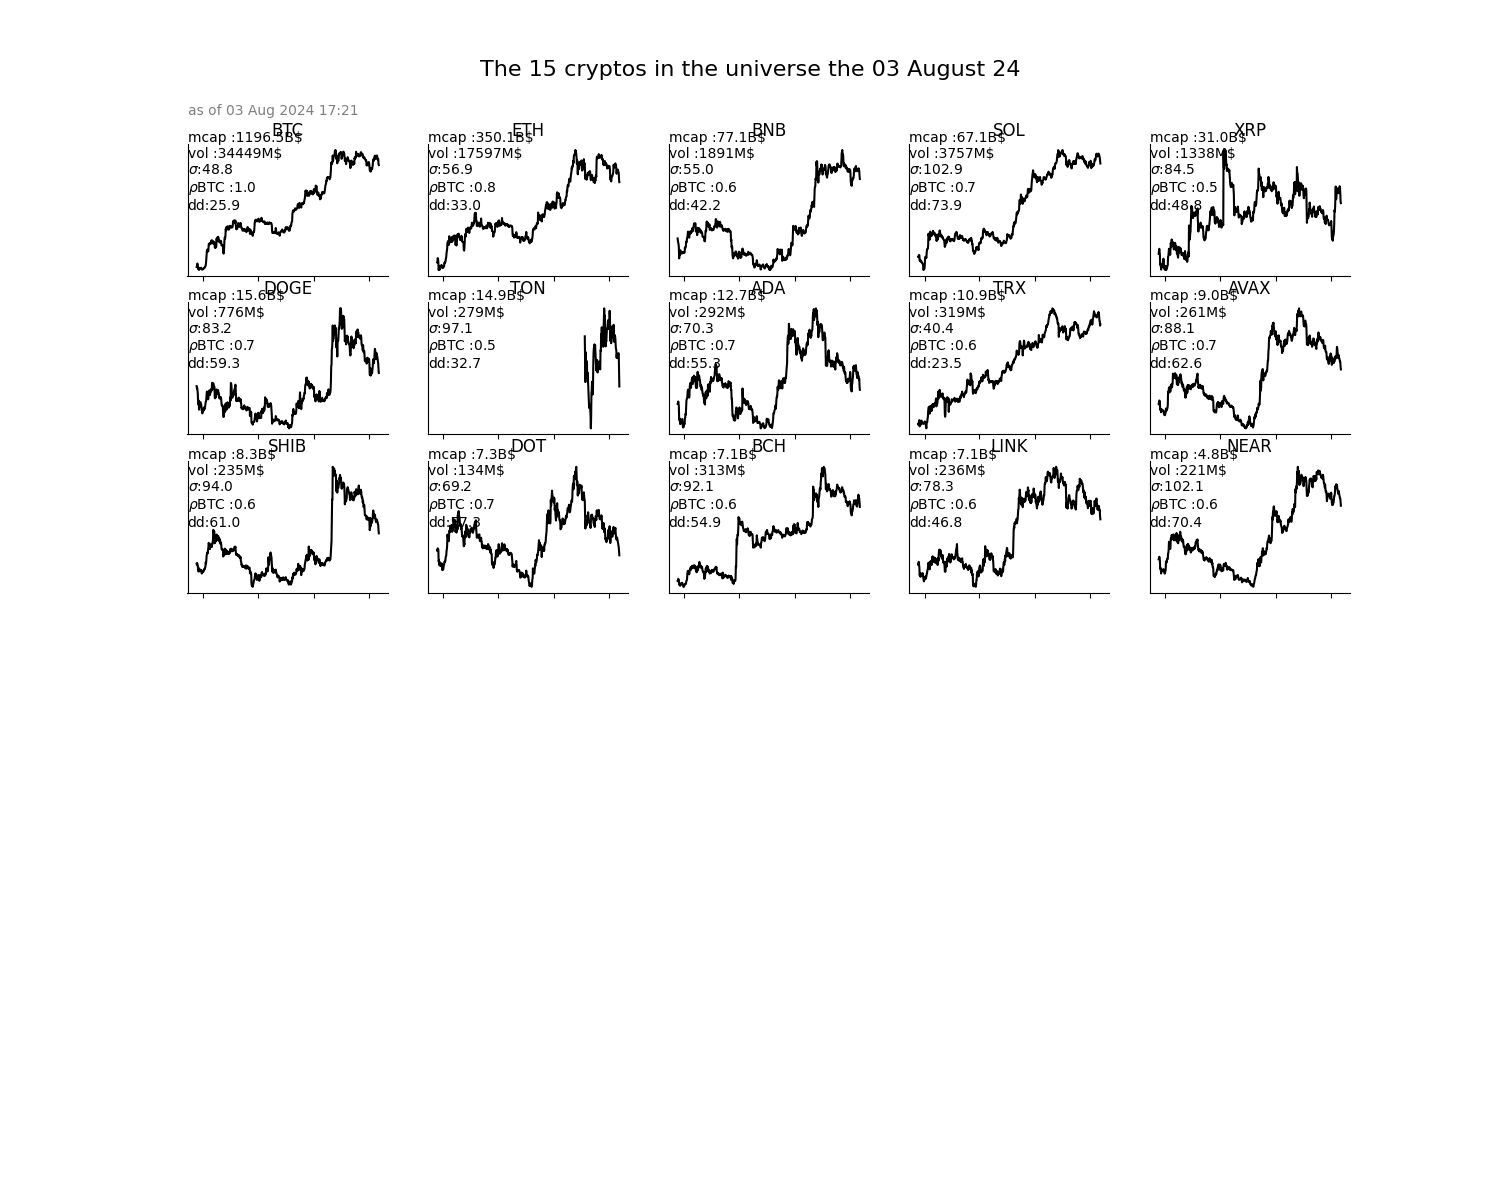 The 15 cryptos in the universe the 03 August 24
as of 03 Aug 2024 17:21
BTC
mcap :1196.5B$
vol :34449M$
σ:48.8
ρBTC :1.0
dd:25.9
ETH
mcap :350.1B$
vol :17597M$
σ:56.9
ρBTC :0.8
dd:33.0
BNB
mcap :77.1B$
vol :1891M$
σ:55.0
ρBTC :0.6
dd:42.2
SOL
mcap :67.1B$
vol :3757M$
σ:102.9
ρBTC :0.7
dd:73.9
XRP
mcap :31.0B$
vol :1338M$
σ:84.5
ρBTC :0.5
dd:48.8
DOGE
mcap :15.6B$
vol :776M$
σ:83.2
ρBTC :0.7
dd:59.3
TON
mcap :14.9B$
vol :279M$
σ:97.1
ρBTC :0.5
dd:32.7
ADA
mcap :12.7B$
vol :292M$
σ:70.3
ρBTC :0.7
dd:55.3
TRX
mcap :10.9B$
vol :319M$
σ:40.4
ρBTC :0.6
dd:23.5
AVAX
mcap :9.0B$
vol :261M$
σ:88.1
ρBTC :0.7
dd:62.6
SHIB
mcap :8.3B$
vol :235M$
σ:94.0
ρBTC :0.6
dd:61.0
DOT
mcap :7.3B$
vol :134M$
σ:69.2
ρBTC :0.7
dd:57.3
BCH
mcap :7.1B$
vol :313M$
σ:92.1
ρBTC :0.6
dd:54.9
LINK
mcap :7.1B$
vol :236M$
σ:78.3
ρBTC :0.6
dd:46.8
NEAR
mcap :4.8B$
vol :221M$
σ:102.1
ρBTC :0.6
dd:70.4